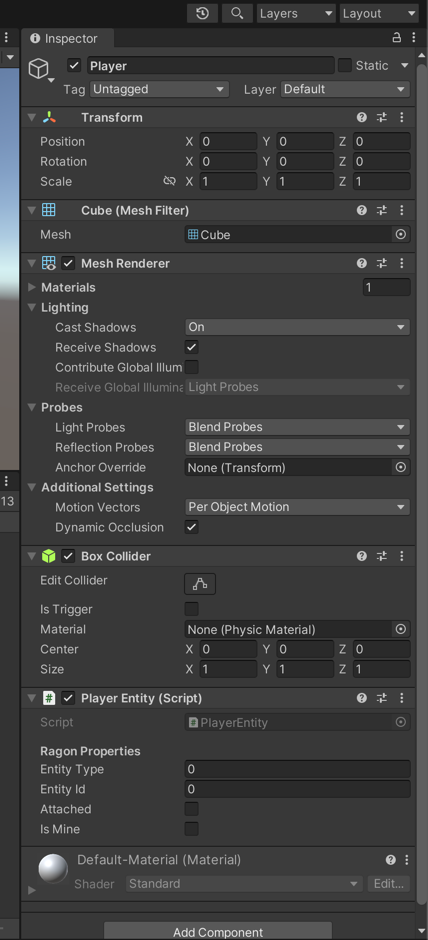 Layers Layout
Inspector
Player Static
Tag Untagged Layer Default
Transform
Position X 0 Y 0 Z 0
Rotation X 0 Y 0 Z 0
Scale X 1 Y 1 Z 1
Cube (Mesh Filter)
Mesh Cube
Mesh Renderer
Materials 1
Lighting
Cast Shadows On
Receive Shadows
Contribute Global Illum
Receive Global Illumina Light Probes
Probes
Light Probes Blend Probes
Reflection Probes Blend Probes
Anchor Override None (Transform)
Additional Settings
13
Motion Vectors Per Object Motion
Dynamic Occlusion
Box Collider
Edit Collider
Is Trigger
Material None (Physic Material)
Center X 0 Y 0 Z 0
Size X 1 Y 1 Z 1
# Player Entity (Script)
Script # PlayerEntity
Ragon Properties
Entity Type 0
Entity Id 0
Attached
Is Mine
Default-Material (Material)
Shader Standard Edit...
Add Component